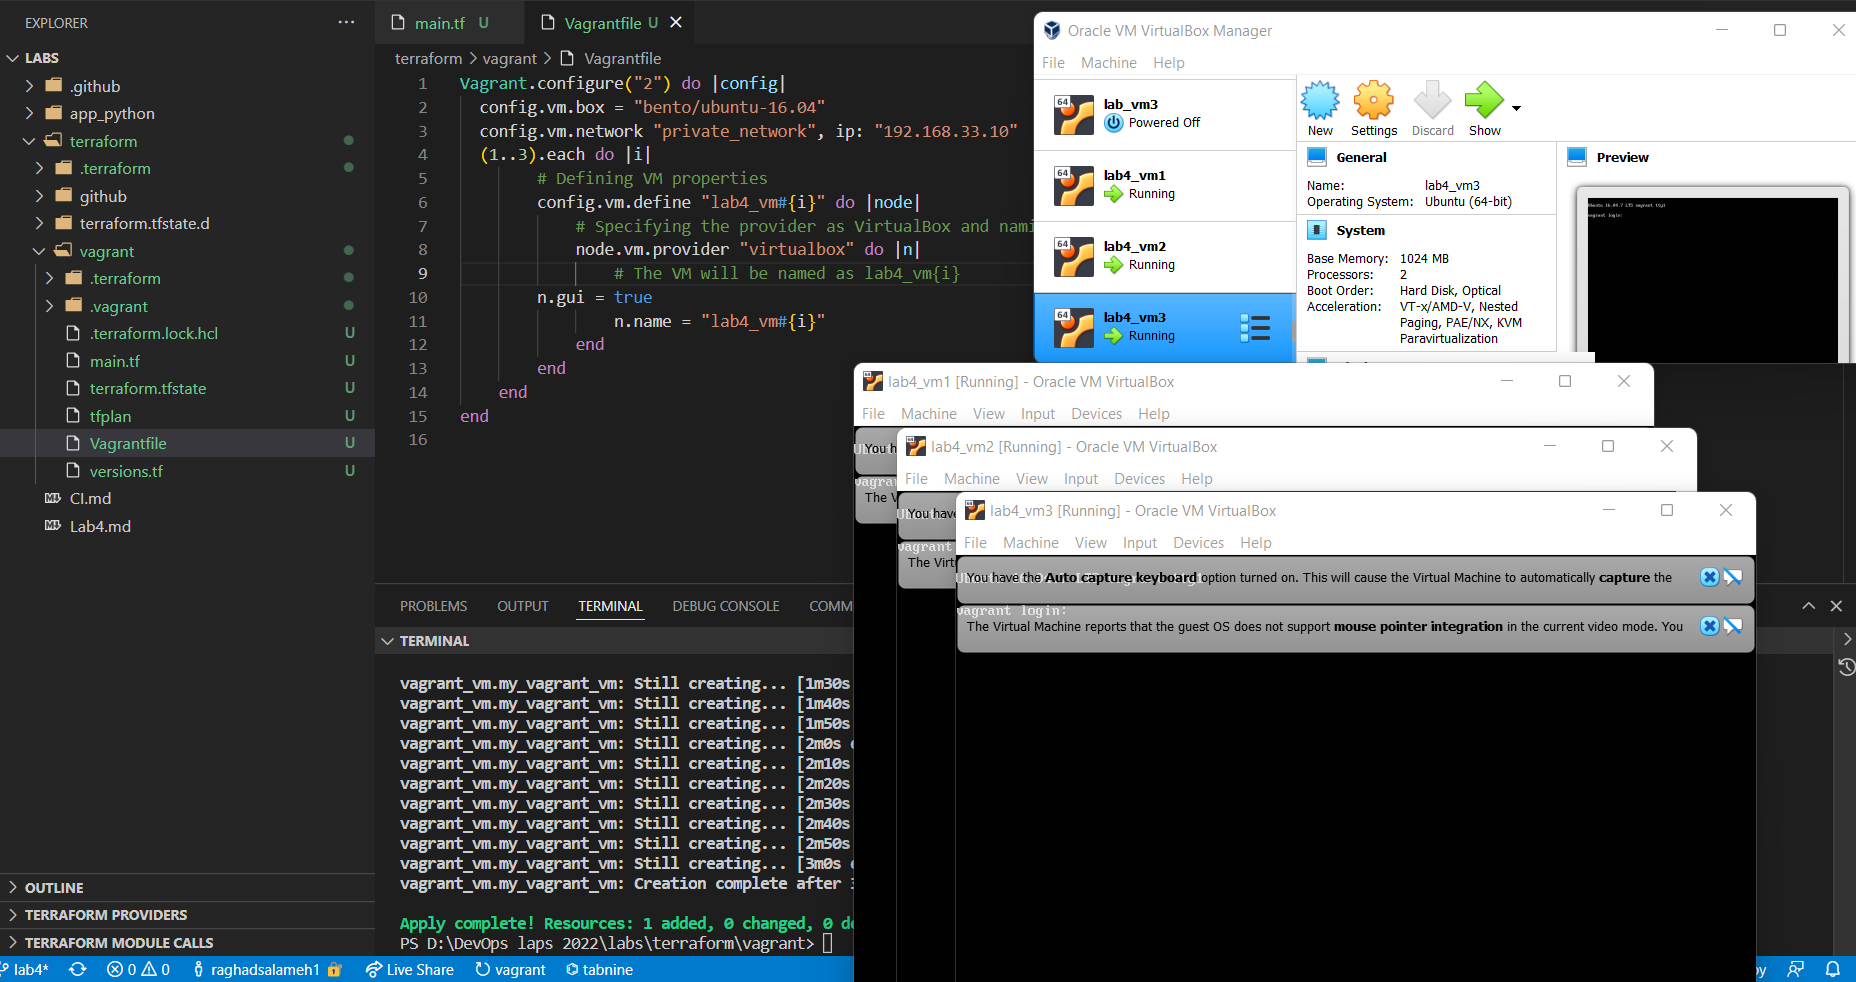 EXPLORER
LABS
.github
app_python
terraform
.terraform
github
terraform.tfstate.d
vagrant
.terraform
.vagrant
.terraform.lock.hcl U
main.tf U
terraform.tfstate U
tfplan U
Vagrantfile U
versions.tf U
CI.md
Lab4.md
OUTLINE
TERRAFORM PROVIDERS
TERRAFORM MODULE CALLS
main.tf U
Vagrantfile U
terraform > vagrant > Vagrantfile
1 Vagrant.configure("2") do |config|
2 config.vm.box = "bento/ubuntu-16.04"
3 config.vm.network "private_network", ip: "192.168.33.10"
4 (1..3).each do |i|
5 # Defining VM properties
6 config.vm.define "lab4_vm#{i}" do |node|
7 # Specifying the provider as VirtualBox and nami
8 node.vm.provider "virtualbox" do |n|
9 # The VM will be named as lab4_vm{i}
10 n.gui = true
11 n.name = "lab4_vm#{i}"
12 end
13 end
14 end
15 end
16
PROBLEMS OUTPUT TERMINAL DEBUG CONSOLE COMM
TERMINAL
vagrant_vm.my_vagrant_vm: Still creating... [1m30s
vagrant_vm.my_vagrant_vm: Still creating... [1m40s
vagrant_vm.my_vagrant_vm: Still creating... [1m50s
vagrant_vm.my_vagrant_vm: Still creating... [2m0s e
vagrant_vm.my_vagrant_vm: Still creating... [2m10s
vagrant_vm.my_vagrant_vm: Still creating... [2m20s
vagrant_vm.my_vagrant_vm: Still creating... [2m30s
vagrant_vm.my_vagrant_vm: Still creating... [2m40s
vagrant_vm.my_vagrant_vm: Still creating... [2m50s
vagrant_vm.my_vagrant_vm: Still creating... [3m0s e
vagrant_vm.my_vagrant_vm: Creation complete after 3
Apply complete! Resources: 1 added, 0 changed, 0 de
PS D:\DevOps laps 2022\labs\terraform\vagrant>
lab4* 0 0 raghadsalameh1 Live Share vagrant tabnine
Oracle VM VirtualBox Manager
File Machine Help
64 lab_vm3
Powered Off
64 lab4_vm1
Running
64 lab4_vm2
Running
64 lab4_vm3
Running
New Settings Discard Show
General
Name: lab4_vm3
Operating System: Ubuntu (64-bit)
System
Base Memory: 1024 MB
Processors: 2
Boot Order: Hard Disk, Optical
Acceleration: VT-x/AMD-V, Nested
Paging, PAE/NX, KVM
Paravirtualization
Preview
Ubuntu 16.04.7 LTS vagrant tty1
vagrant login:
lab4_vm1 [Running] - Oracle VM VirtualBox
File Machine View Input Devices Help
You h
vagrar
The V
lab4_vm2 [Running] - Oracle VM VirtualBox
File Machine View Input Devices Help
You have
vagrant
The Virt
lab4_vm3 [Running] - Oracle VM VirtualBox
File Machine View Input Devices Help
You have the Auto capture keyboard option turned on. This will cause the Virtual Machine to automatically capture the
vagrant login:
The Virtual Machine reports that the guest OS does not support mouse pointer integration in the current video mode. You